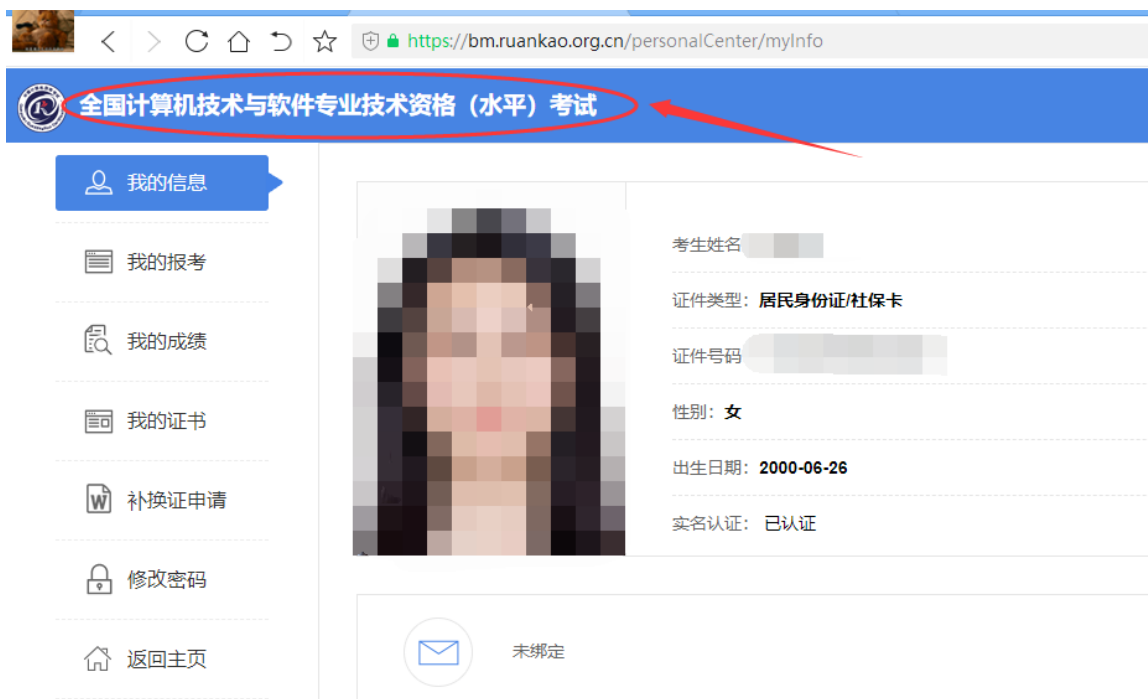 https://bm.ruankao.org.cn/personalCenter/myInfo
全国计算机技术与软件专业技术资格（水平）考试
我的信息
我的报考
我的成绩
我的证书
补换证申请
修改密码
返回主页
考生姓名
证件类型：居民身份证/社保卡
证件号码
性别：女
出生日期：2000-06-26
实名认证： 已认证
未绑定